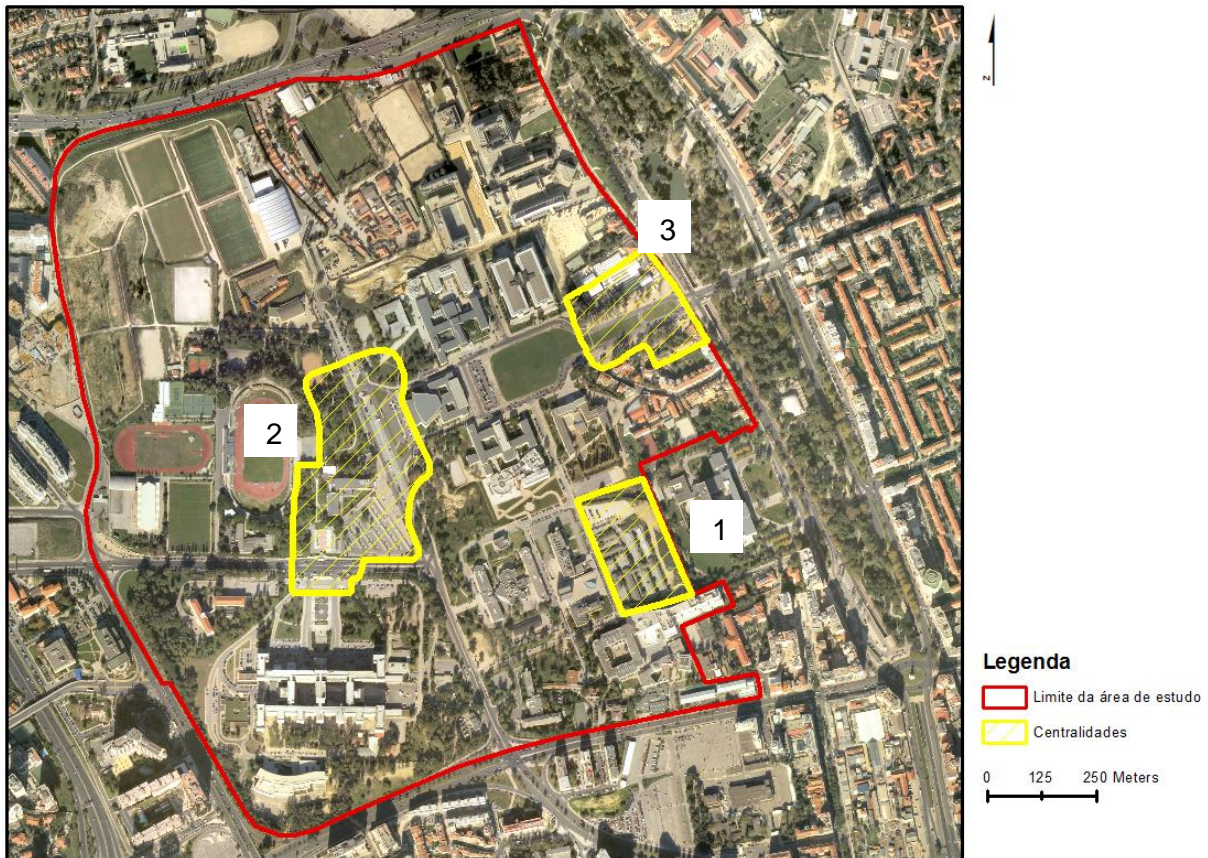 N
3
2
1
Legenda
Limite da área de estudo
Centralidades
0 125 250 Meters